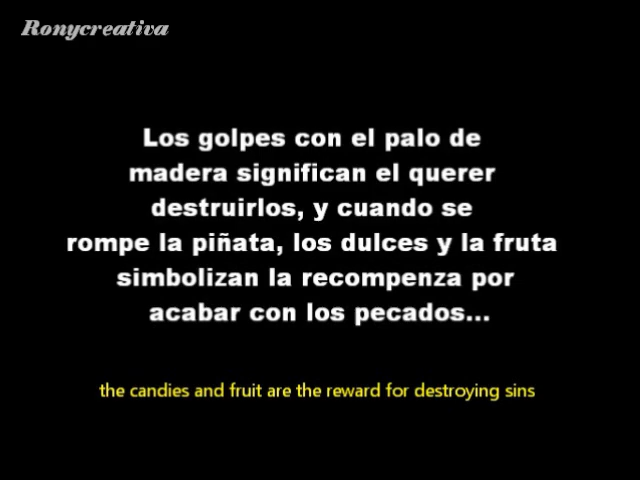 Ronycreativa
Los golpes con el palo de
madera significan el querer
destruirlos, y cuando se
rompe la piñata, los dulces y la fruta
simbolizan la recompenza por
acabar con los pecados...
the candies and fruit are the reward for destroying sins